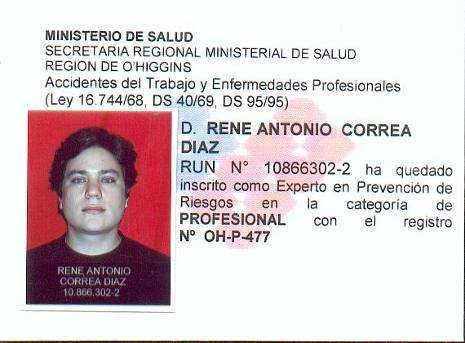 MINISTERIO DE SALUD
SECRETARIA REGIONAL MINISTERIAL DE SALUD
REGION DE O'HIGGINS
Accidentes del Trabajo y Enfermedades Profesionales
(Ley 16.744/68, DS 40/69, DS 95/95)
D. RENE ANTONIO CORREA
DIAZ
RUN N° 10866302-2 ha quedado
inscrito como Experto en Prevención de
Riesgos en la categoría de
PROFESIONAL con el registro
Nº OH-P-477
RENE ANTONIO
CORREA DIAZ
10.866.302-2